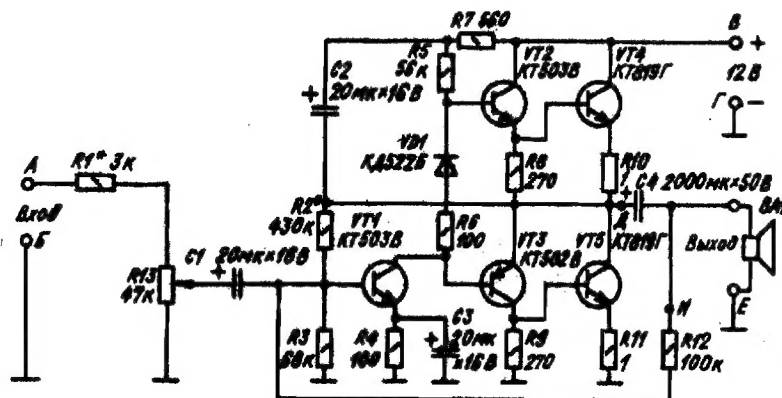 R7 560
R5
56к
VT2
КТ503В
VT4
КТ819Г
В
+
12В
Г
−
+
C2
20мк×16В
VD1
КД522Б
А
R1* 3к
Вход
Б
R8
270
R10
1
C4 2000мк×50В
+
Д
R2*
430к
VT1
КТ503В
R6
100
VT3
КТ502В
VT5
КТ819Г
Выход
C1
20мк×16В
+
R13
47к
R3
68к
R4
100
+
C3
20мк
×16В
R9
270
R11
1
И
R12
100к
Е